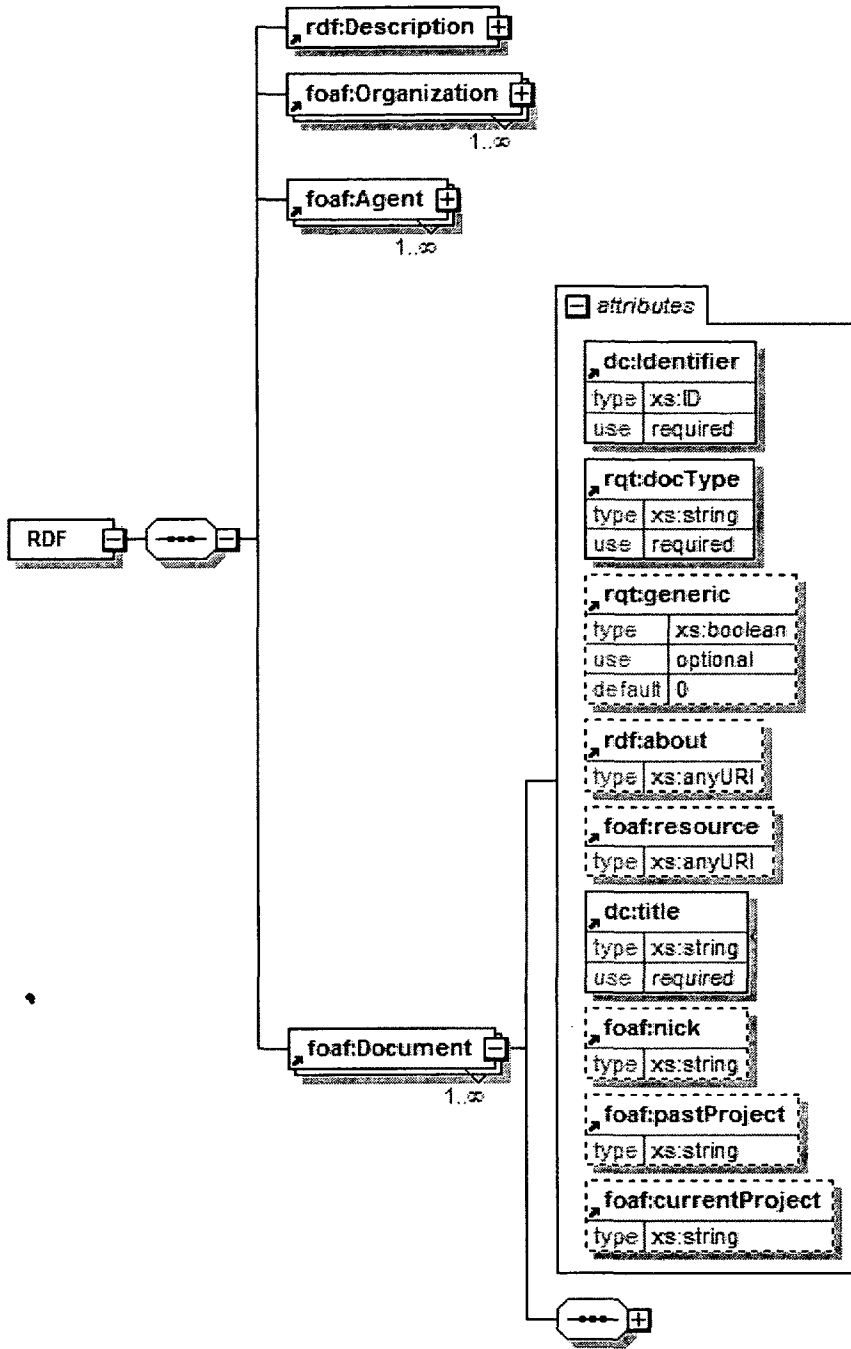 rdf:Description
foaf:Organization
1..∞
foaf:Agent
1..∞
attributes
dc:Identifier
type xs:ID
use required
rqt:docType
type xs:string
use required
rqt:generic
type xs:boolean
use optional
default 0
rdf:about
type xs:anyURI
foaf:resource
type xs:anyURI
dc:title
type xs:string
use required
foaf:nick
type xs:string
foaf:pastProject
type xs:string
foaf:currentProject
type xs:string
RDF
foaf:Document
1..∞